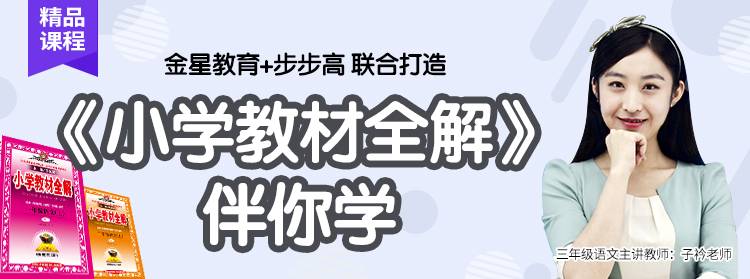 精品
课程
金星教育+步步高 联合打造
《小学教材全解》
伴你学
小学教材全解
小学教材全解
三年级语文主讲教师：子衿老师